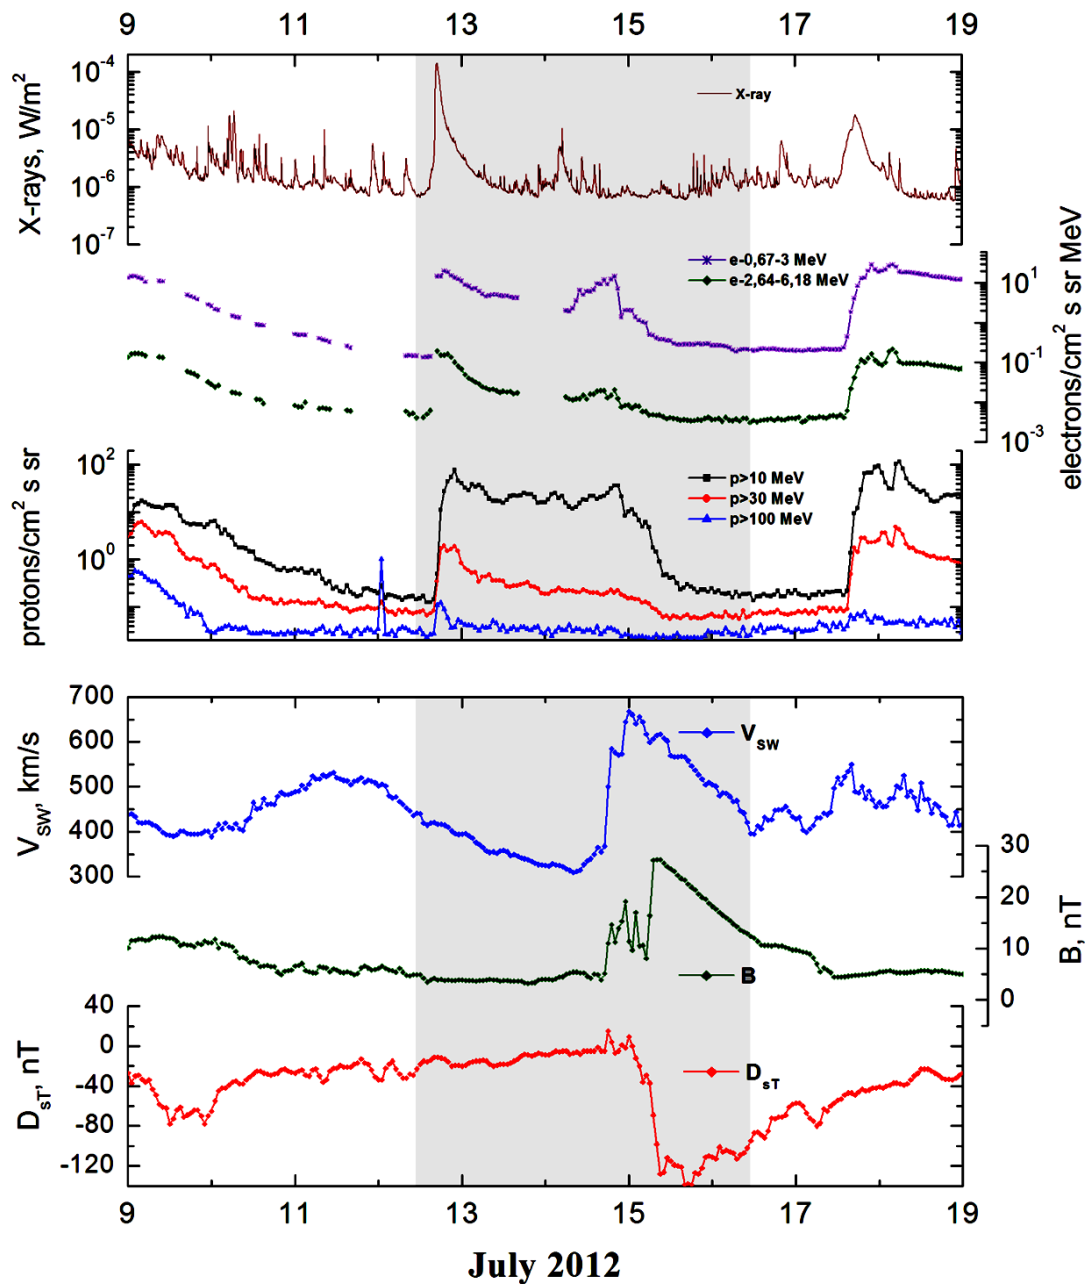 9 11 13 15 17 19
X-rays, W/m²
10⁻⁴
10⁻⁵
10⁻⁶
10⁻⁷
X-ray
e-0,67-3 MeV
e-2,64-6,18 MeV
10¹
10⁻¹
10⁻³
electrons/cm² s sr MeV
protons/cm² s sr
10²
10⁰
p>10 MeV
p>30 MeV
p>100 MeV
V_SW, km/s
700
600
500
400
300
V_SW
30
20
10
0
B, nT
B
D_sT, nT
40
0
-40
-80
-120
D_sT
9 11 13 15 17 19
July 2012